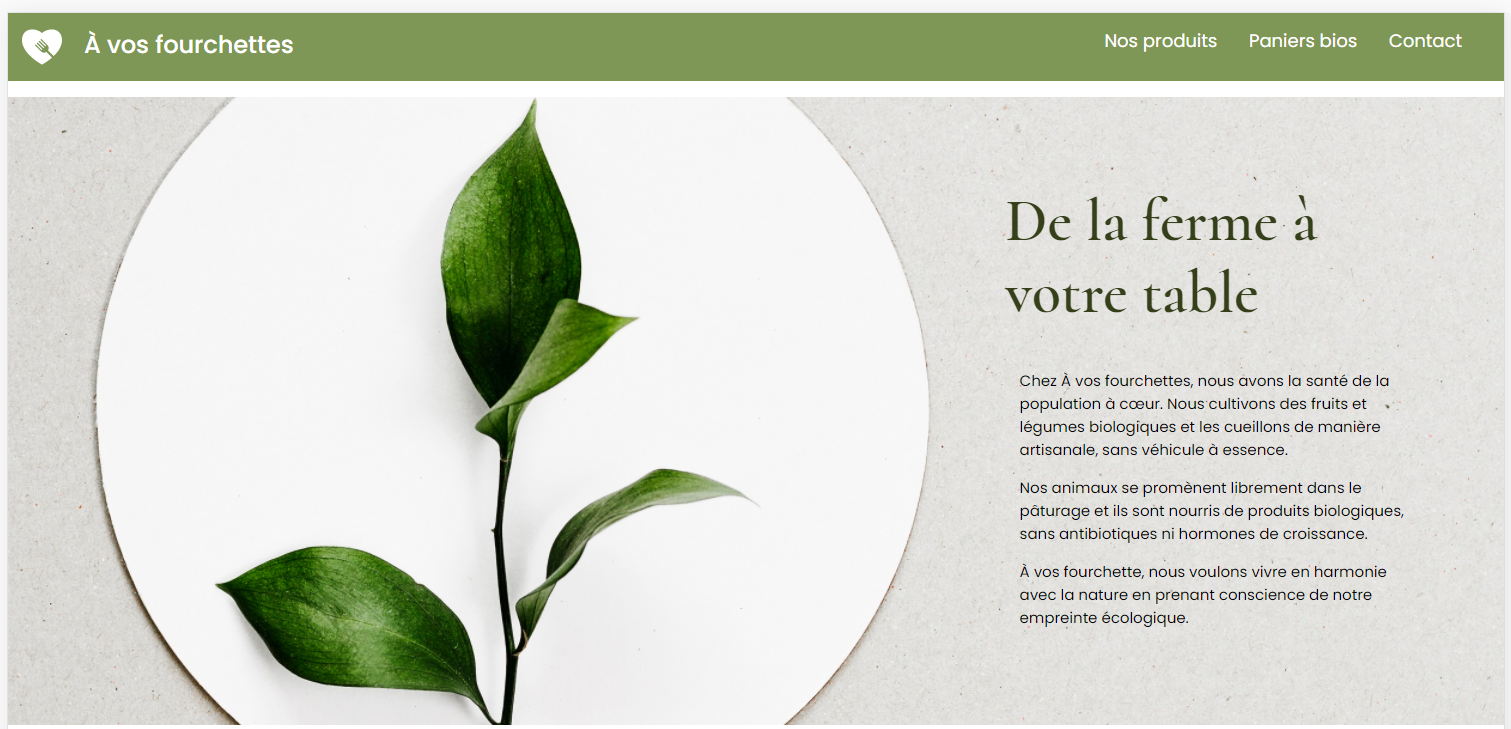 À vos fourchettes
Nos produits Paniers bios Contact
De la ferme à
votre table
Chez À vos fourchettes, nous avons la santé de la
population à cœur. Nous cultivons des fruits et
légumes biologiques et les cueillons de manière
artisanale, sans véhicule à essence.
Nos animaux se promènent librement dans le
pâturage et ils sont nourris de produits biologiques,
sans antibiotiques ni hormones de croissance.
À vos fourchette, nous voulons vivre en harmonie
avec la nature en prenant conscience de notre
empreinte écologique.